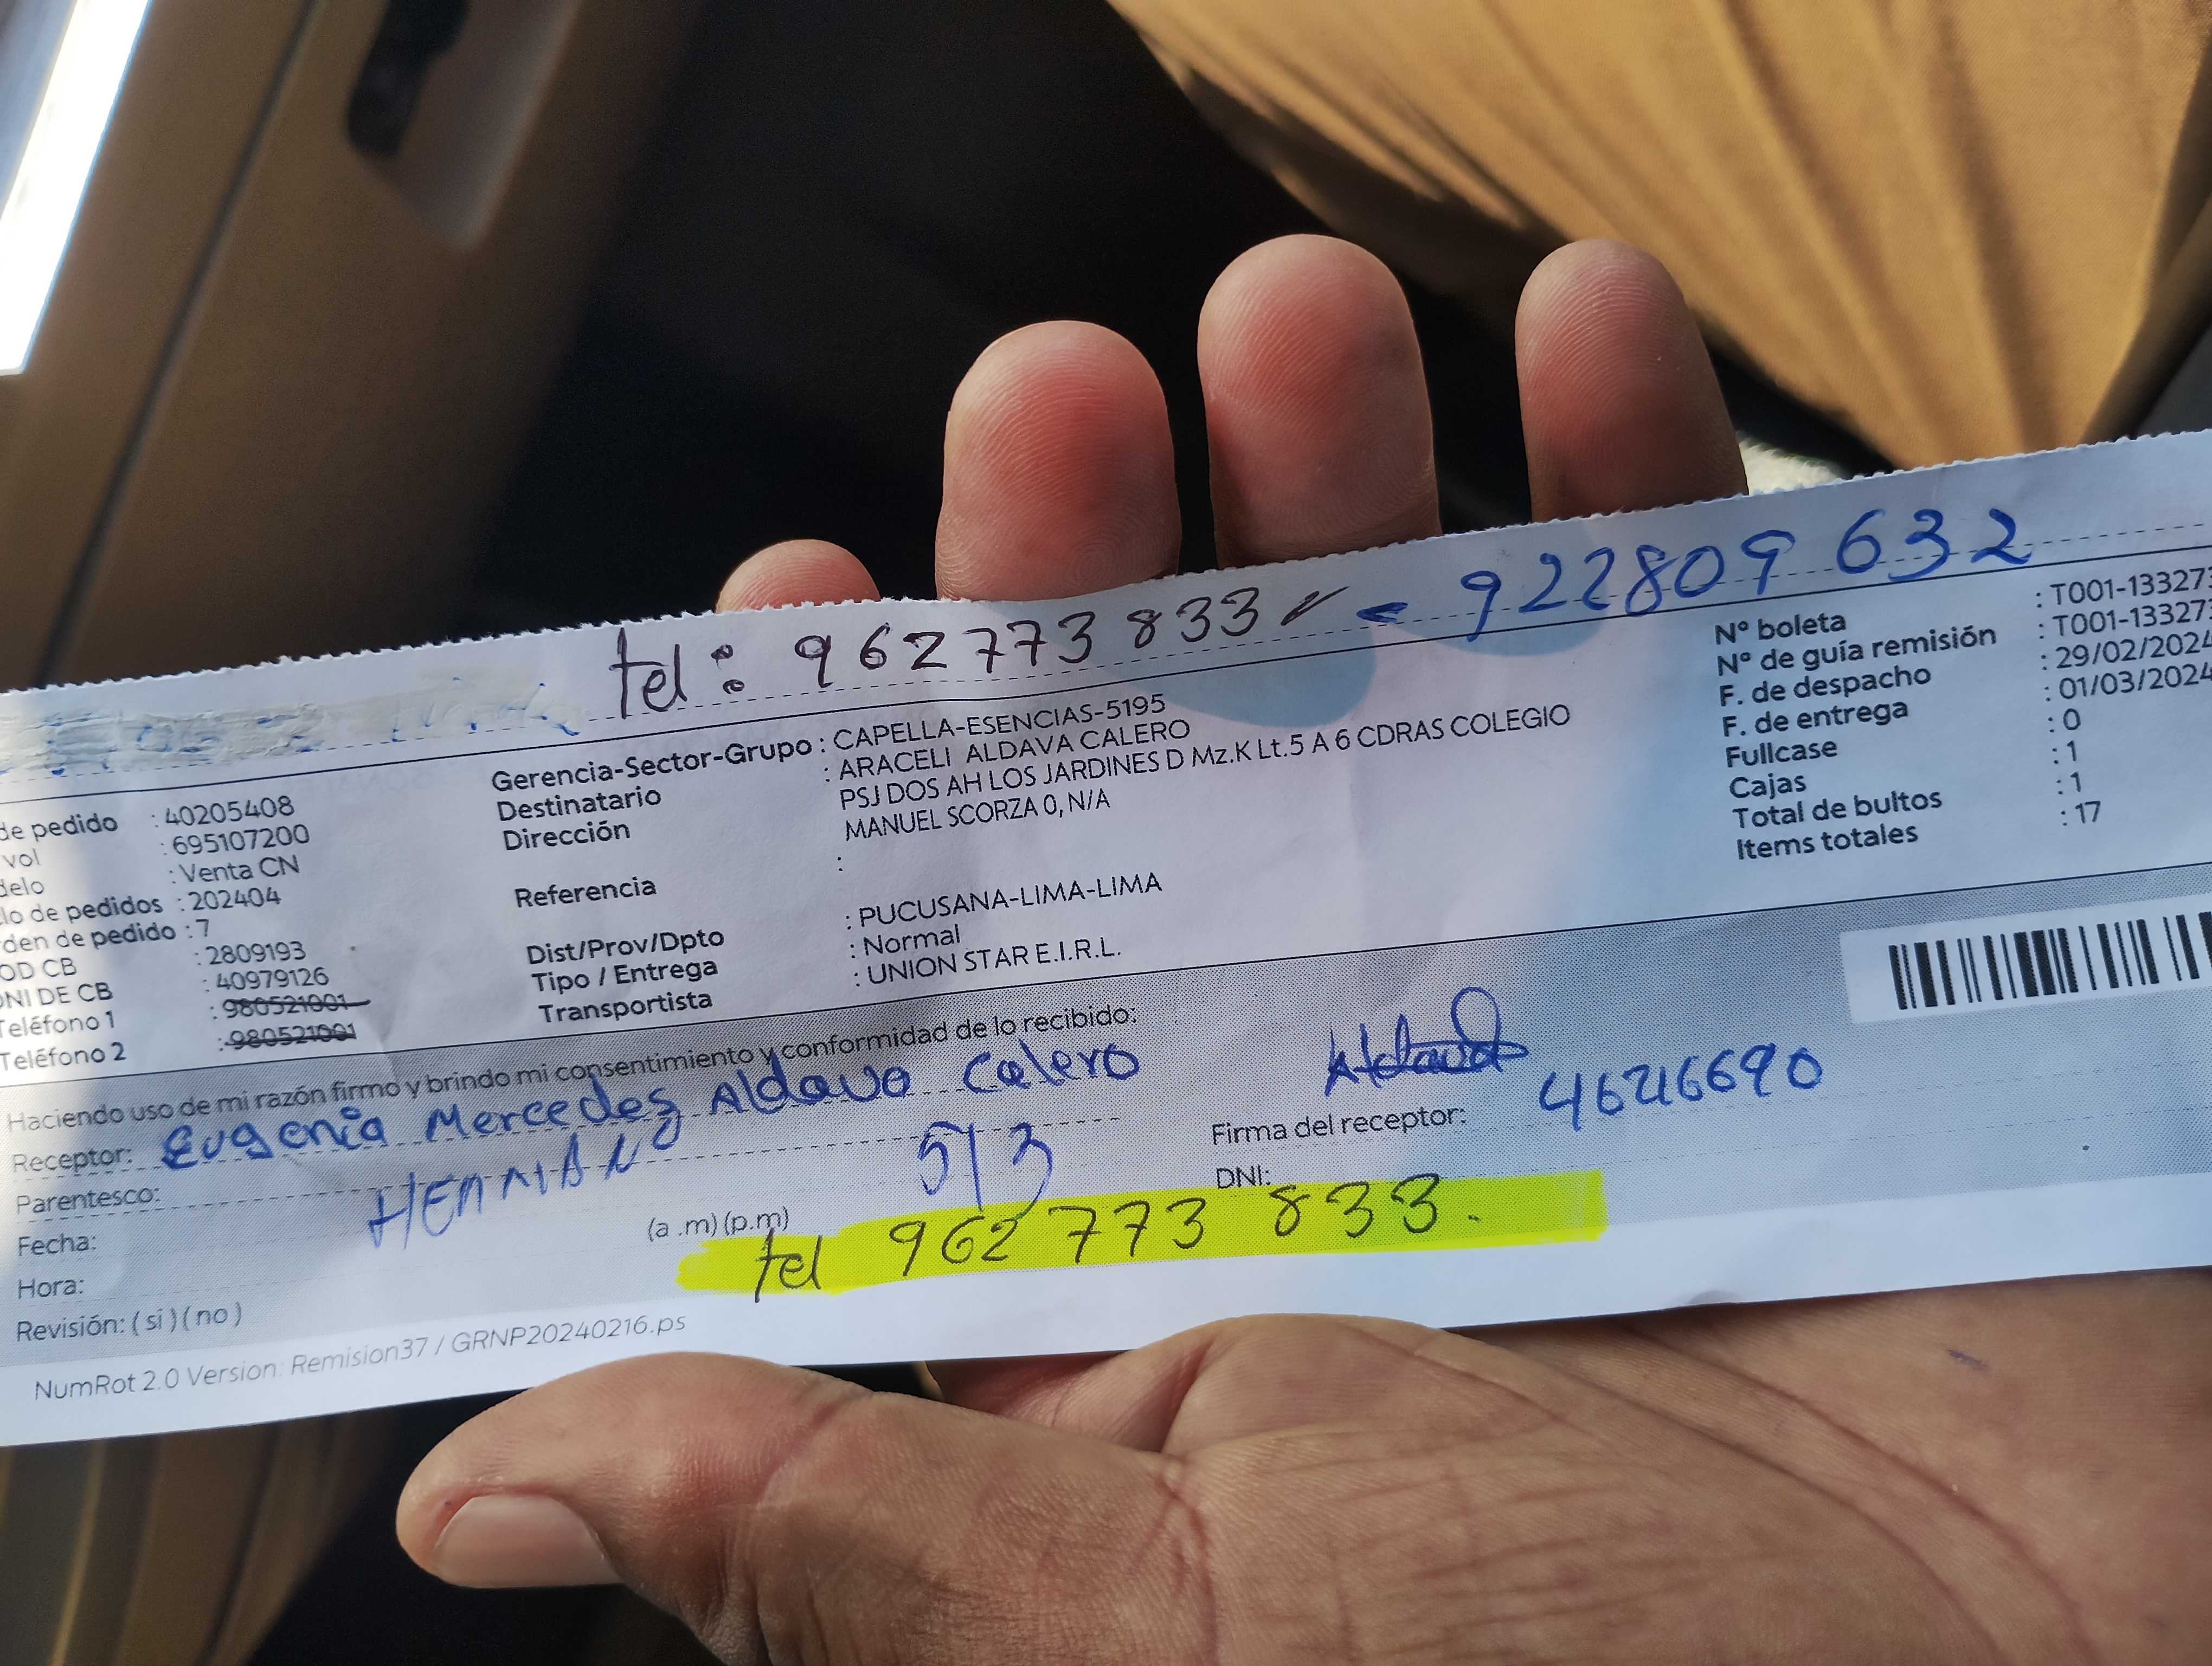 tel: 962773833 ✓ - 922809632
de pedido : 40205408
vol : 695107200
delo : Venta CN
lo de pedidos : 202404
den de pedido : 7
OD CB : 2809193
DNI DE CB : 40979126
Teléfono 1 : 980521001
Teléfono 2 : 980521001
Gerencia-Sector-Grupo : CAPELLA-ESENCIAS-5195
Destinatario : ARACELI ALDAVA CALERO
Dirección PSJ DOS AH LOS JARDINES D Mz.K Lt.5 A 6 CDRAS COLEGIO
MANUEL SCORZA 0, N/A
Referencia :
Dist/Prov/Dpto : PUCUSANA-LIMA-LIMA
Tipo / Entrega : Normal
Transportista : UNION STAR E.I.R.L.
N° boleta : T001-133273
N° de guía remisión : T001-13327
F. de despacho : 29/02/2024
F. de entrega : 01/03/2024
Fullcase : 0
Cajas : 1
Total de bultos : 1
Items totales : 17
Haciendo uso de mi razón firmo y brindo mi consentimiento y conformidad de lo recibido:
Receptor: Eugenia Mercedes Aldava Calero
Parentesco: HERMANA
Fecha: 5/3
Hora: (a .m) (p.m)
Revisión: ( si ) ( no )
Firma del receptor: Aldava
DNI: 46216690
tel 962 773 833.
NumRot 2.0 Version: Remision37 / GRNP20240216.ps